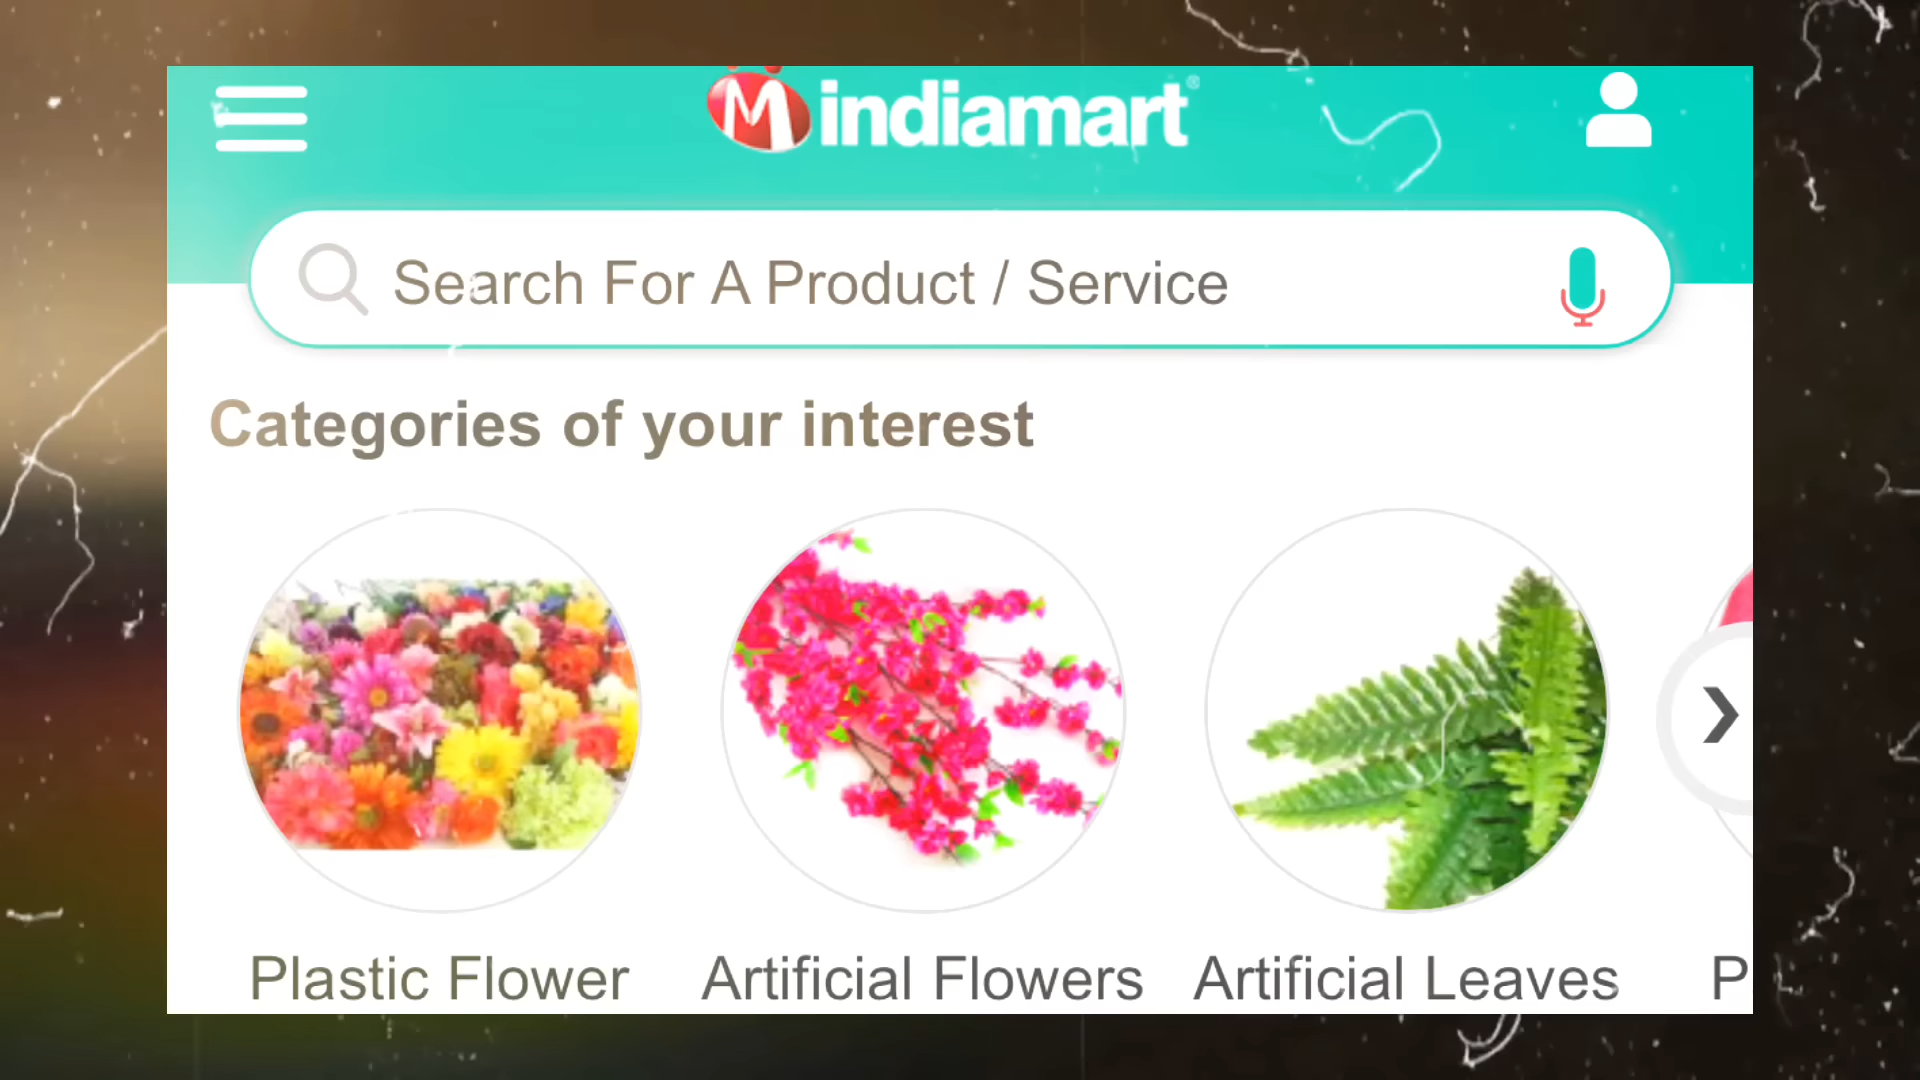 M indiamart®
Search For A Product / Service
Categories of your interest
Plastic Flower
Artificial Flowers
Artificial Leaves
P